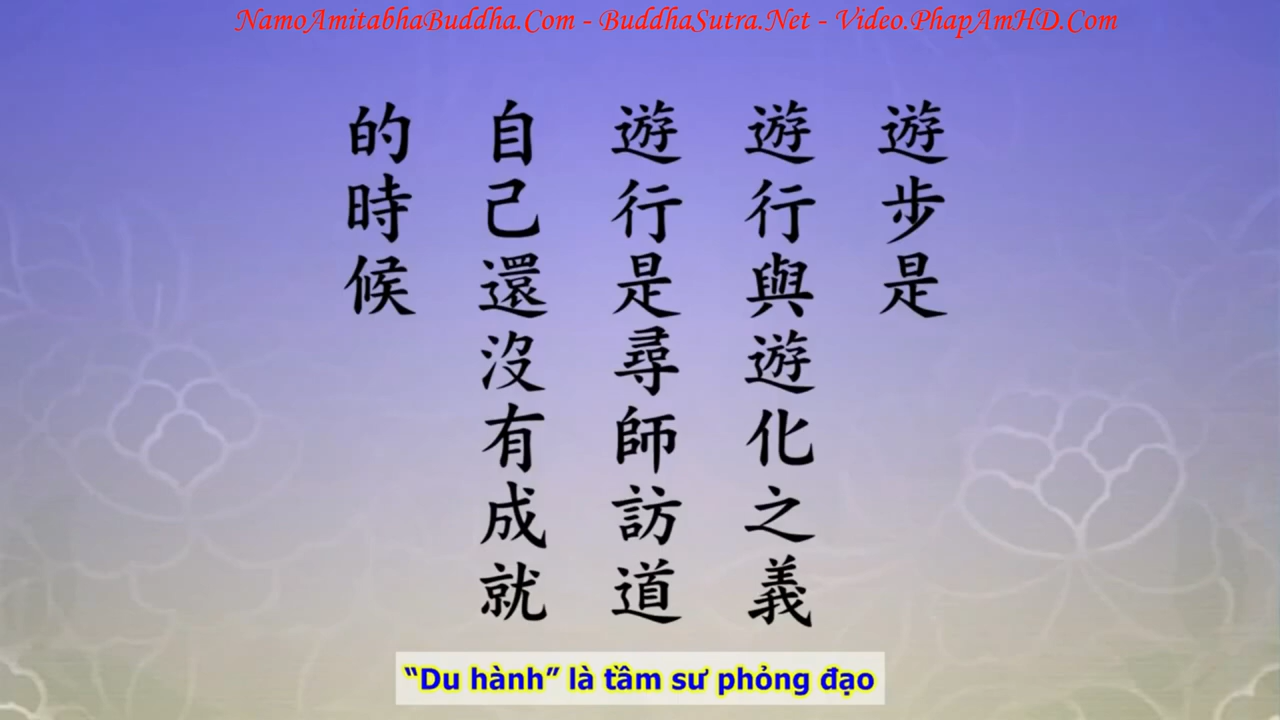 NamoAmitabhaBuddha.Com - BuddhaSutra.Net - Video.PhapAmHD.Com
遊步是
遊行與遊化之義
遊行是尋師訪道
自己還沒有成就
的時候
“Du hành” là tầm sư phỏng đạo